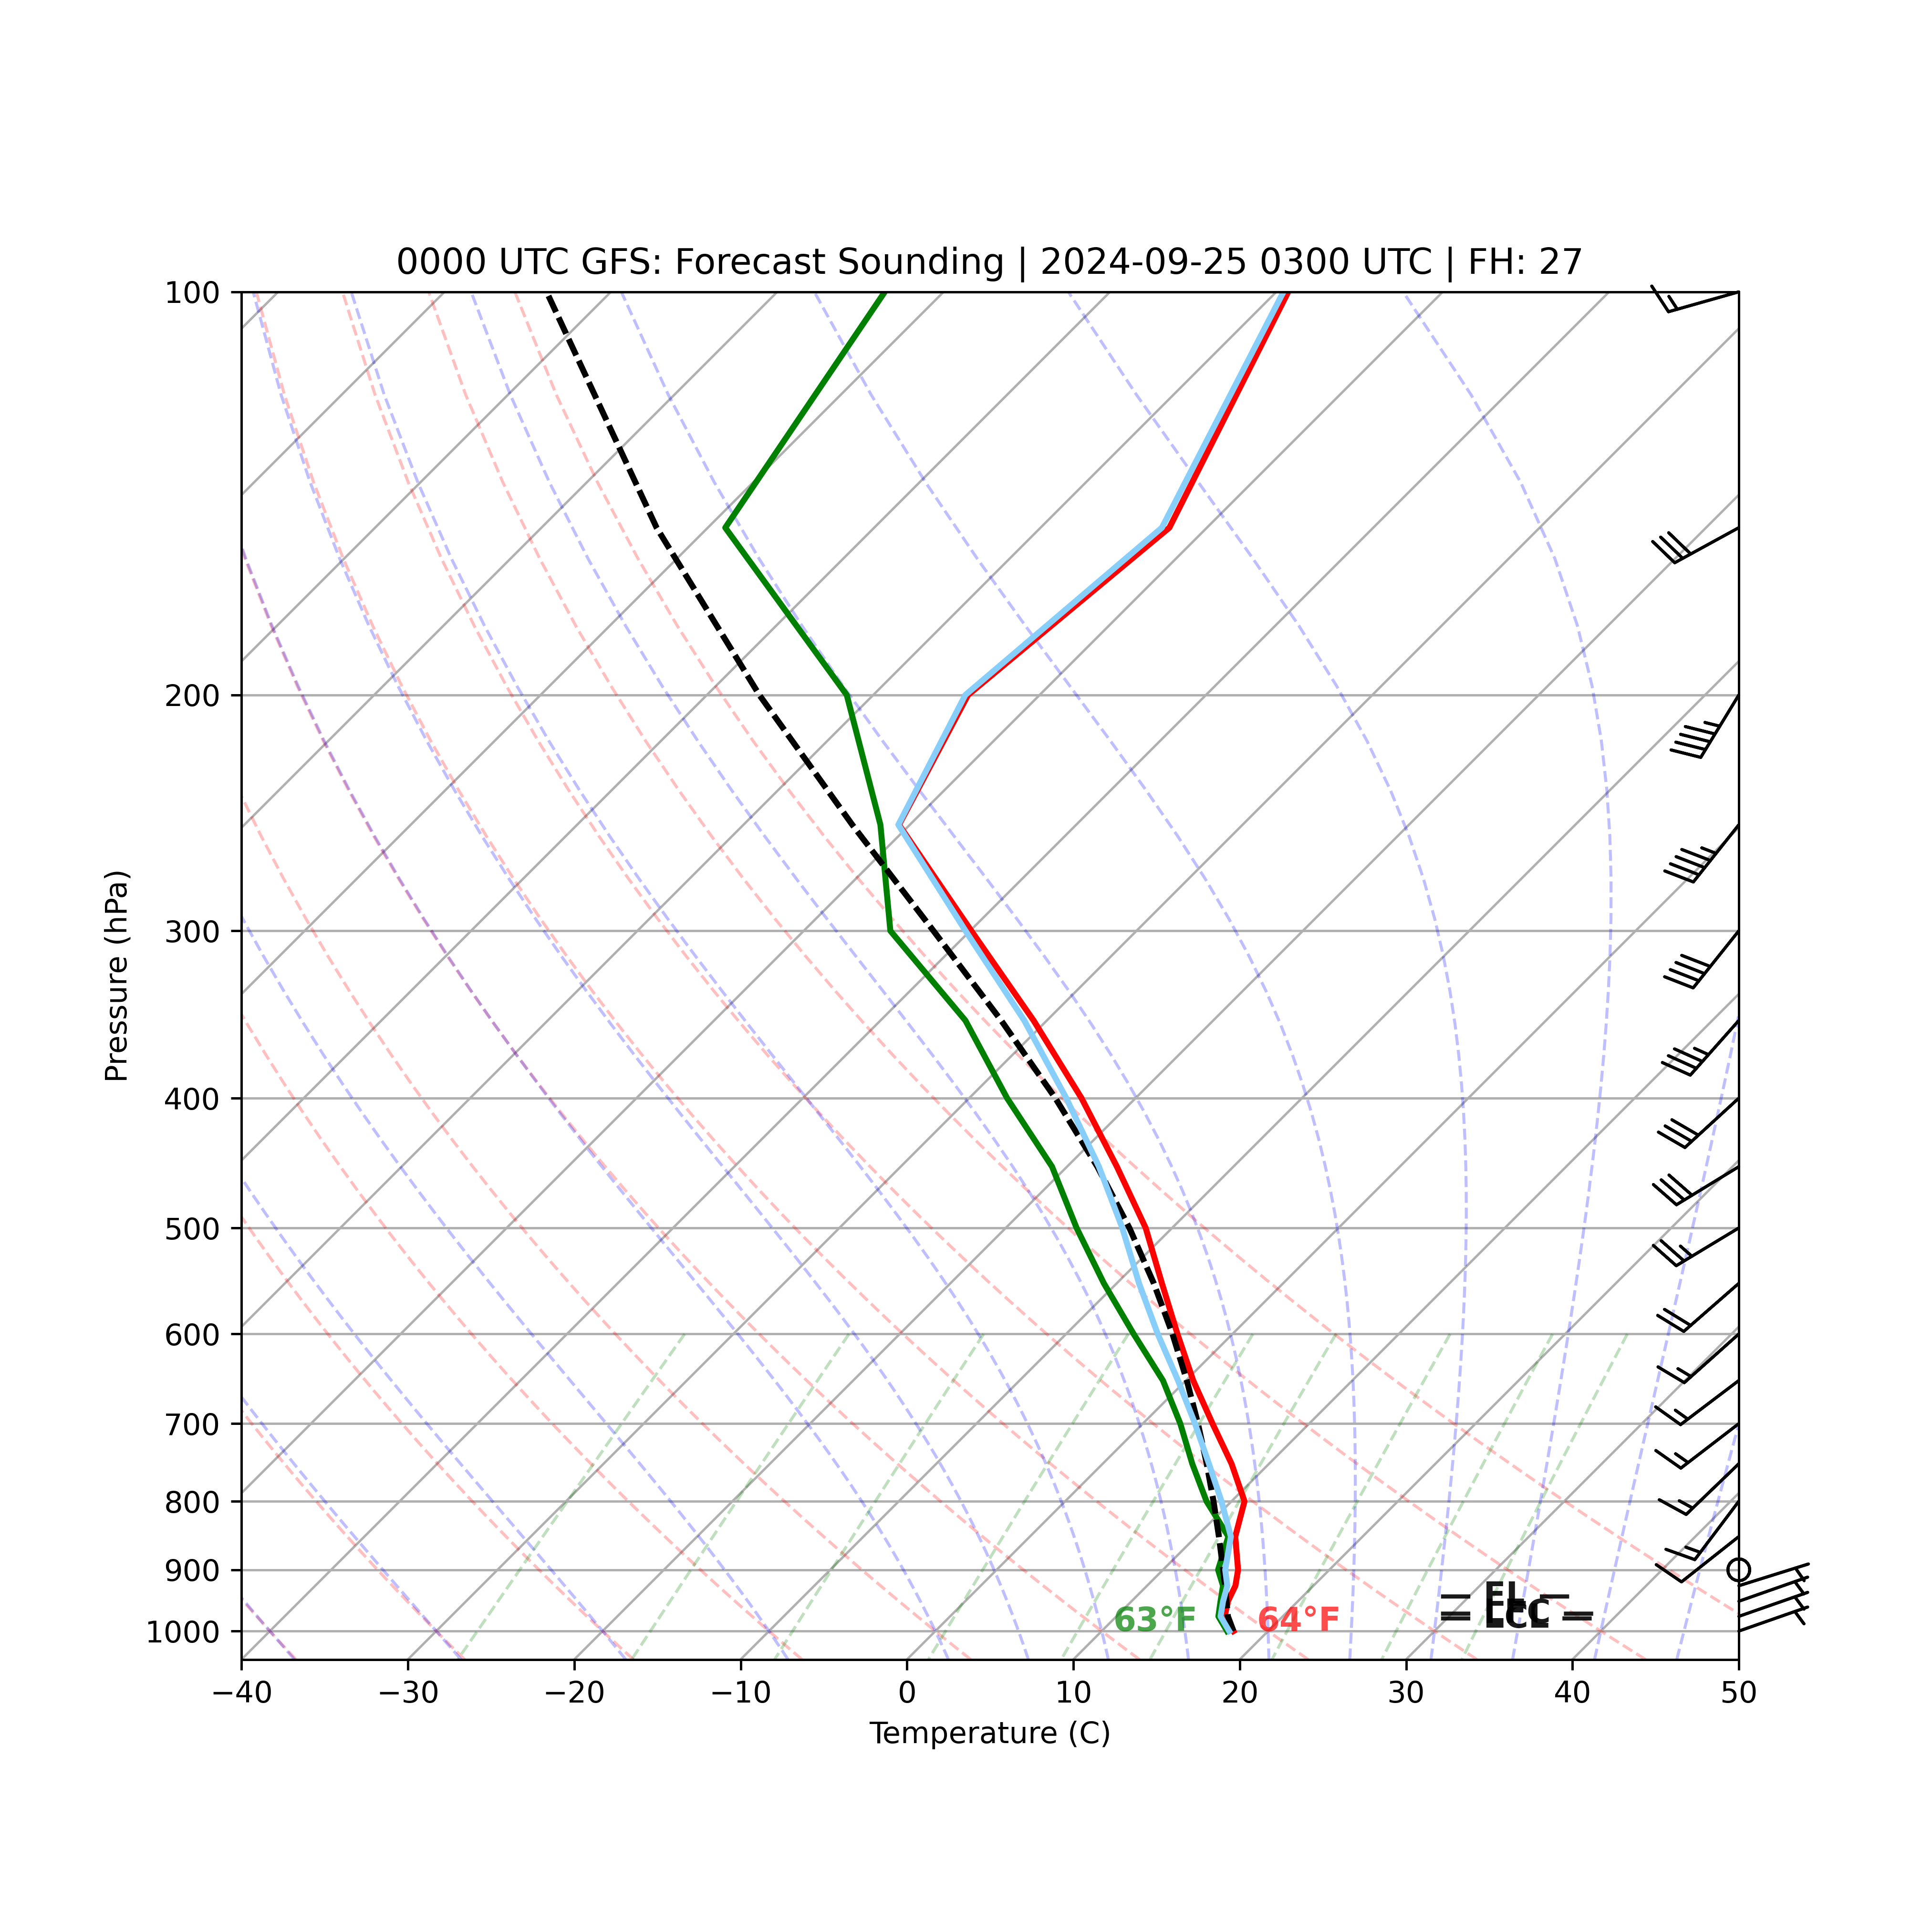 0000 UTC GFS: Forecast Sounding | 2024-09-25 0300 UTC | FH: 27
100
200
300
400
500
600
700
800
900
1000
Pressure (hPa)
63°F 64°F
— EL —
−40 −30 −20 −10 0 10 20 30 40 50
Temperature (C)